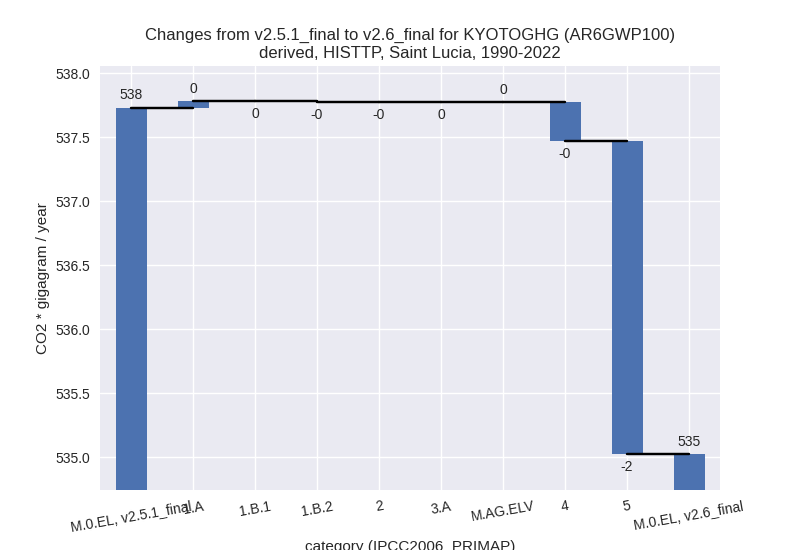 Changes from v2.5.1_final to v2.6_final for KYOTOGHG (AR6GWP100)
derived, HISTTP, Saint Lucia, 1990-2022
CO2 * gigagram / year
538.0
537.5
537.0
536.5
536.0
535.5
535.0
538
0
0
-0
-0
0
0
-0
-2
535
M.0.EL, v2.5.1_final
1.A
1.B.1
1.B.2
2
3.A
M.AG.ELV
4
5
M.0.EL, v2.6_final
category (IPCC2006_PRIMAP)